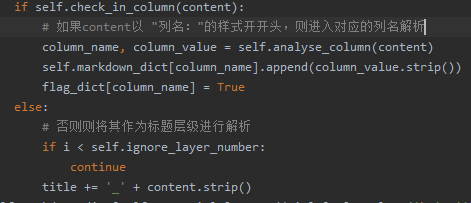 if self.check_in_column(content):
# 如果content以 "列名: "的样式开开头，则进入对应的列名解析
column_name, column_value = self.analyse_column(content)
self.markdown_dict[column_name].append(column_value.strip())
flag_dict[column_name] = True
else:
# 否则则将其作为标题层级进行解析
if i < self.ignore_layer_number:
continue
title += '_' + content.strip()